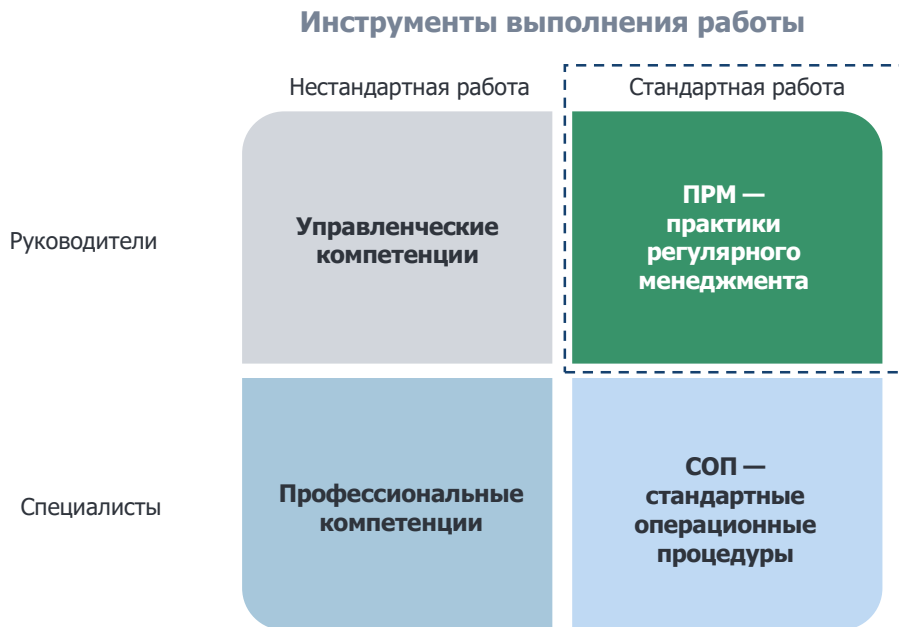 Инструменты выполнения работы
Нестандартная работа
Стандартная работа
Руководители
Управленческие
компетенции
ПРМ —
практики
регулярного
менеджмента
Специалисты
Профессиональные
компетенции
СОП —
стандартные
операционные
процедуры